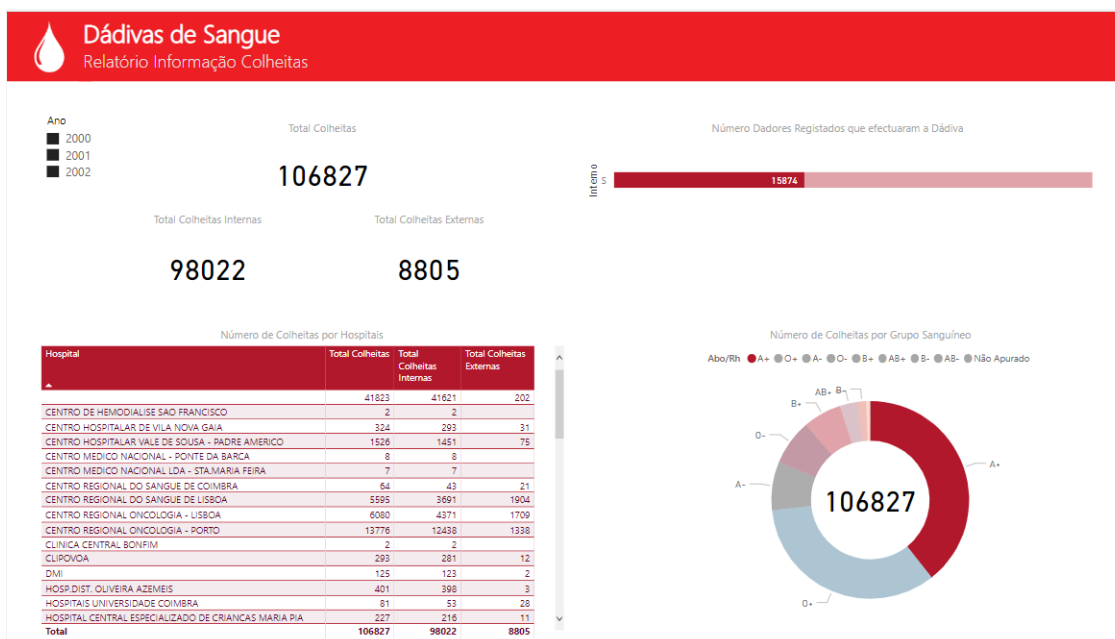 Dádivas de Sangue
Relatório Informação Colheitas
Ano
2000
2001
2002
Total Colheitas
106827
Total Colheitas Internas
98022
Total Colheitas Externas
8805
Número Dadores Registados que efectuaram a Dádiva
Interno
S
15874
Número de Colheitas por Hospitais
Hospital Total Colheitas Total Colheitas Internas Total Colheitas Externas
41823 41621 202
CENTRO DE HEMODIALISE SAO FRANCISCO 2 2
CENTRO HOSPITALAR DE VILA NOVA GAIA 324 293 31
CENTRO HOSPITALAR VALE DE SOUSA - PADRE AMERICO 1526 1451 75
CENTRO MEDICO NACIONAL - PONTE DA BARCA 8 8
CENTRO MEDICO NACIONAL LDA - STA.MARIA FEIRA 7 7
CENTRO REGIONAL DO SANGUE DE COIMBRA 64 43 21
CENTRO REGIONAL DO SANGUE DE LISBOA 5595 3691 1904
CENTRO REGIONAL ONCOLOGIA - LISBOA 6080 4371 1709
CENTRO REGIONAL ONCOLOGIA - PORTO 13776 12438 1338
CLINICA CENTRAL BONFIM 2 2
CLIPOVOA 293 281 12
DMI 125 123 2
HOSP.DIST. OLIVEIRA AZEMEIS 401 398 3
HOSPITAIS UNIVERSIDADE COIMBRA 81 53 28
HOSPITAL CENTRAL ESPECIALIZADO DE CRIANCAS MARIA PIA 227 216 11
Total 106827 98022 8805
Número de Colheitas por Grupo Sanguíneo
Abo/Rh A+ O+ A- O- B+ AB+ B- AB- Não Apurado
AB+ B-
B+
O-
A-
A+
106827
O+